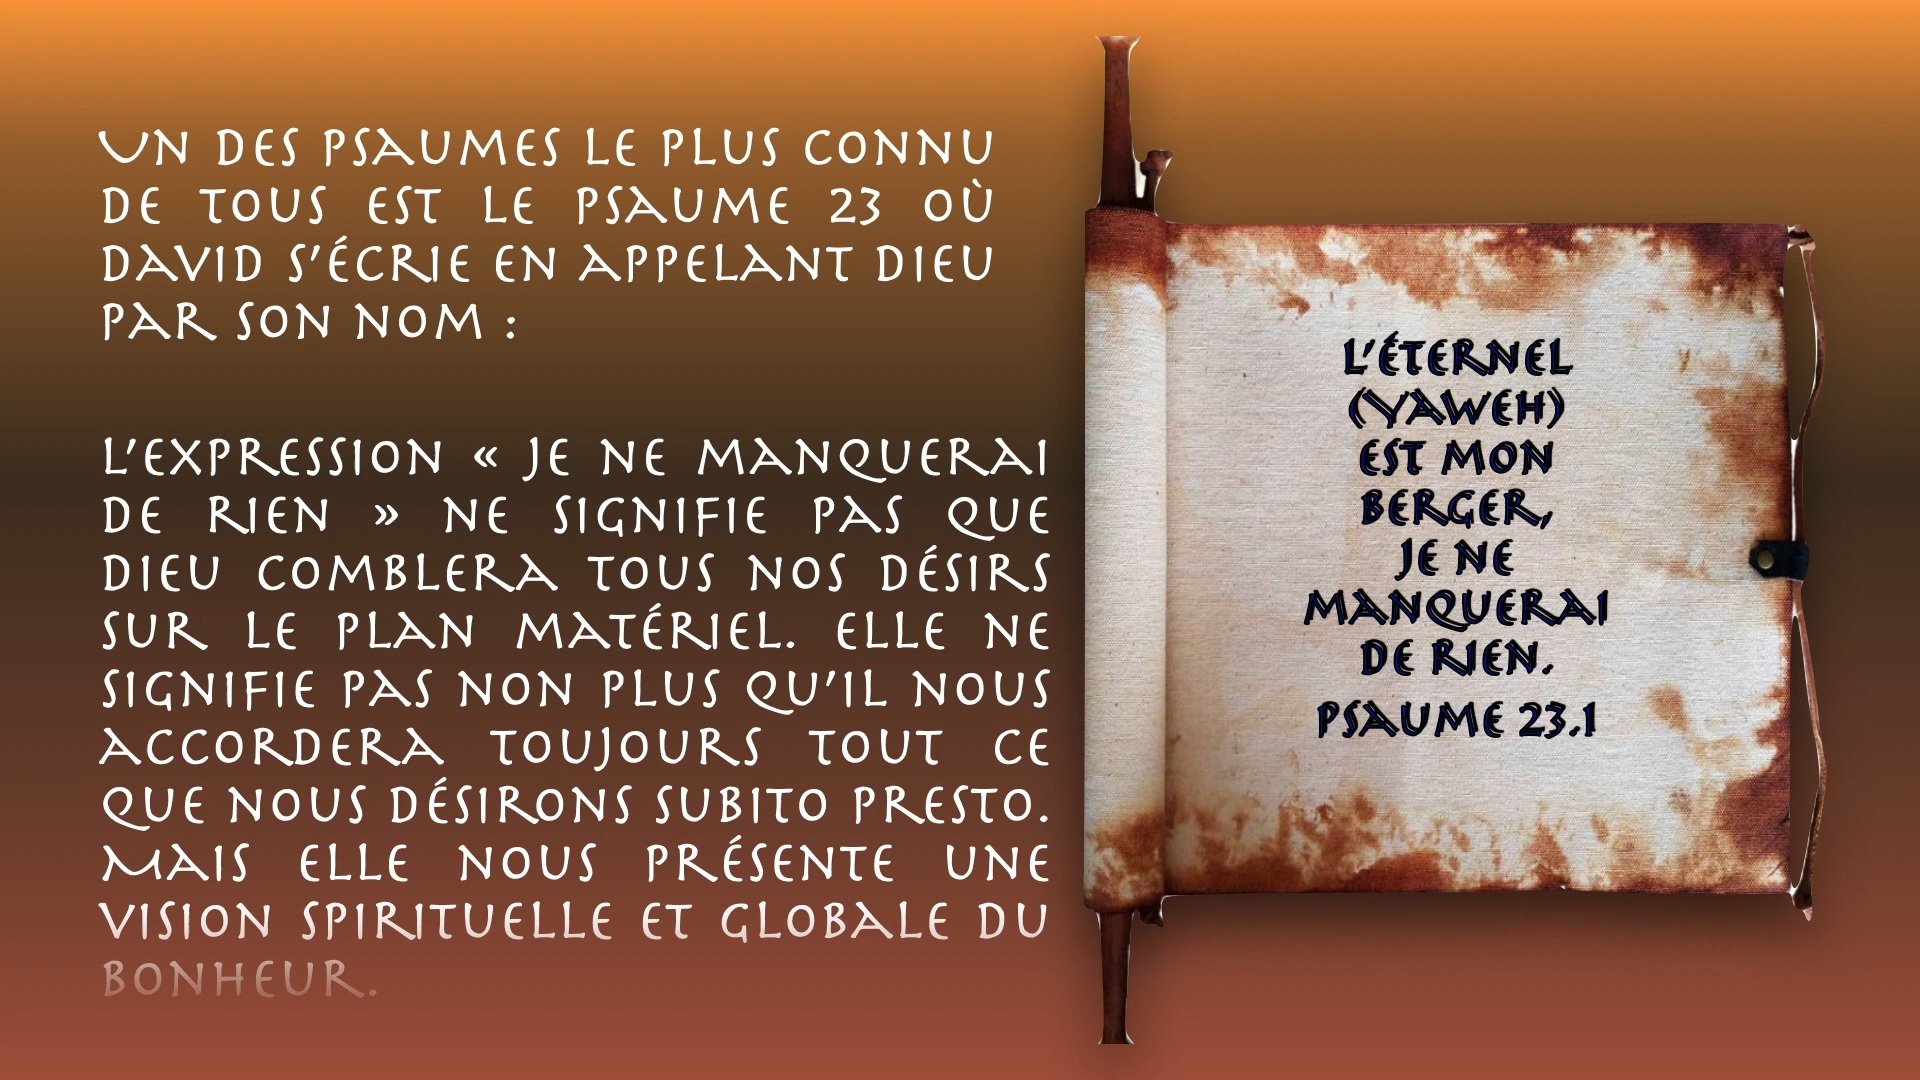 Un des psaumes le plus connu
de tous est le psaume 23 où
David s'écrie en appelant Dieu
par son nom :
L'expression « Je ne manquerai
de rien » ne signifie pas que
Dieu comblera tous nos désirs
sur le plan matériel. Elle ne
signifie pas non plus qu'il nous
accordera toujours tout ce
que nous désirons subito presto.
Mais elle nous présente une
vision spirituelle et globale du
bonheur.
L'Éternel
(Yaweh)
est mon
berger,
je ne
manquerai
de rien.
Psaume 23.1